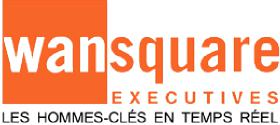 wansquare
EXECUTIVES
LES HOMMES-CLÉS EN TEMPS RÉEL